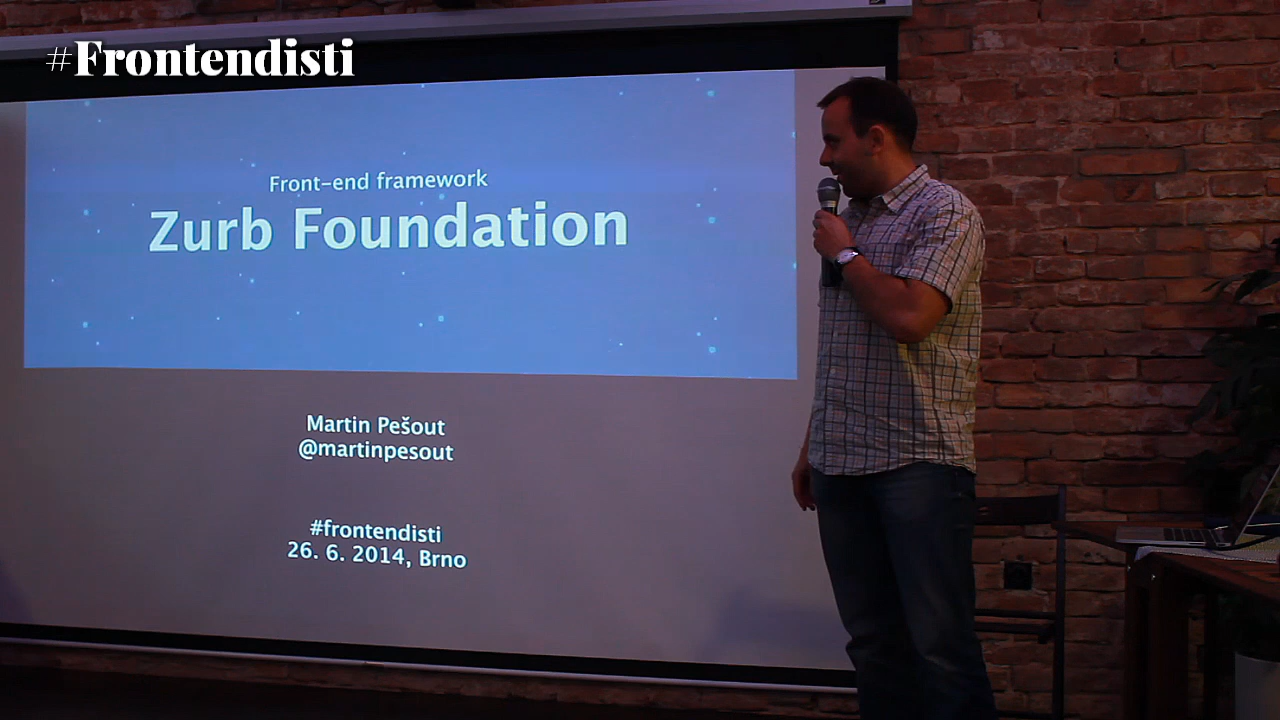 #Frontendisti
Front-end framework
Zurb Foundation
Martin Pešout
@martinpesout
#frontendisti
26. 6. 2014, Brno